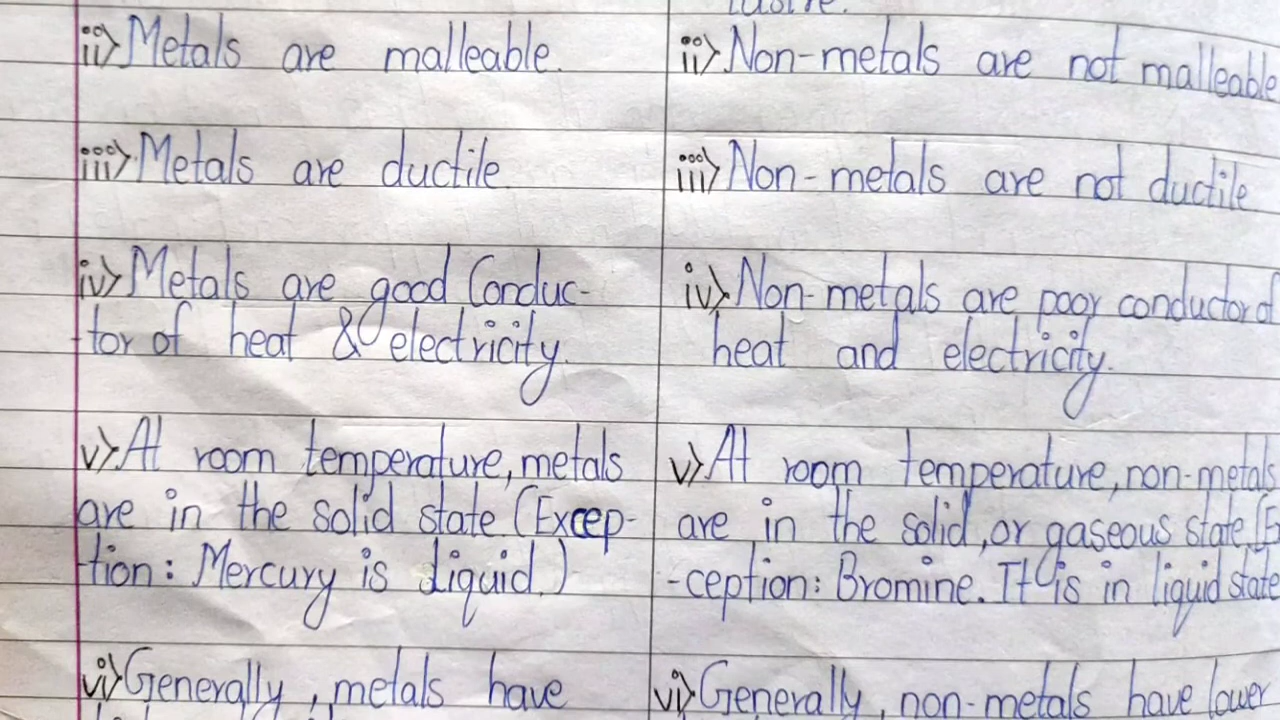 ii) Metals are malleable.
iii) Metals are ductile
iv) Metals are good Conduc-
tor of heat & electricity.
v) At room temperature, metals
are in the solid state (Excep-
-tion: Mercury is liquid.)
vi) Generally, metals have
ii) Non-metals are not malleable
iii) Non-metals are not ductile
iv) Non-metals are poor conductor of
heat and electricity.
v) At room temperature, non-metals
are in the solid, or gaseous state (E
-ception: Bromine. It is in liquid state
vi) Generally, non-metals have lower